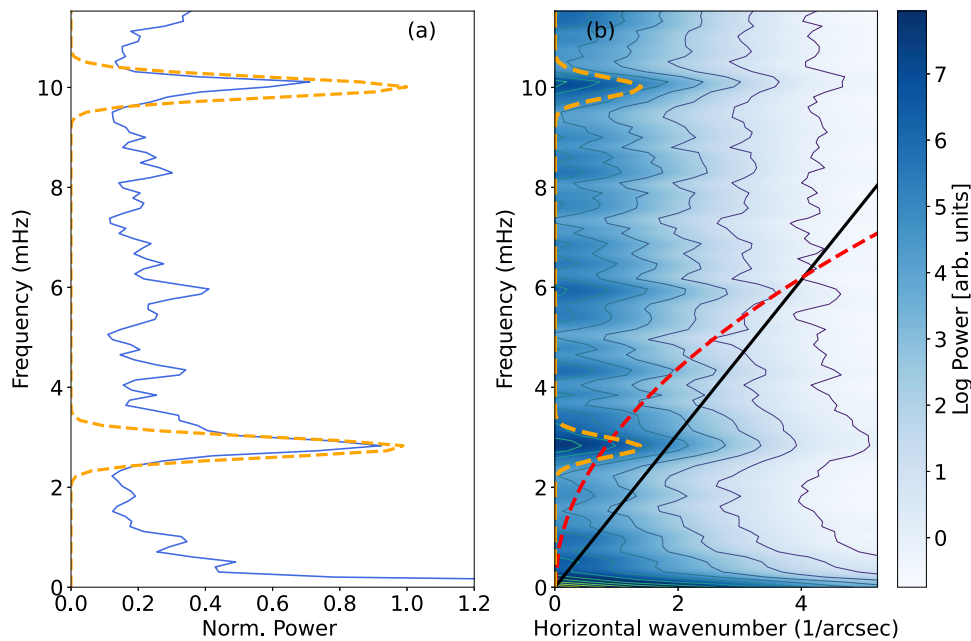 (a)
Frequency (mHz)
10
8
6
4
2
0
0.0 0.2 0.4 0.6 0.8 1.0 1.2
Norm. Power
(b)
Frequency (mHz)
10
8
6
4
2
0
0 2 4
Horizontal wavenumber (1/arcsec)
7
6
5
4
3
2
1
0
Log Power [arb. units]